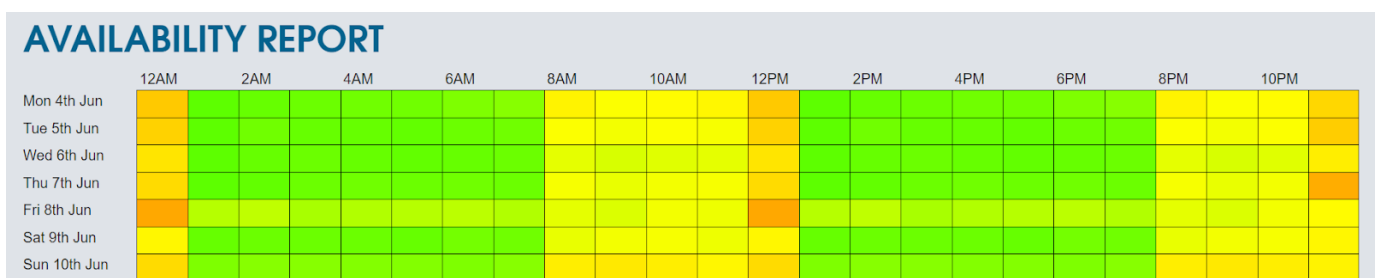 AVAILABILITY REPORT
12AM 2AM 4AM 6AM 8AM 10AM 12PM 2PM 4PM 6PM 8PM 10PM
Mon 4th Jun
Tue 5th Jun
Wed 6th Jun
Thu 7th Jun
Fri 8th Jun
Sat 9th Jun
Sun 10th Jun